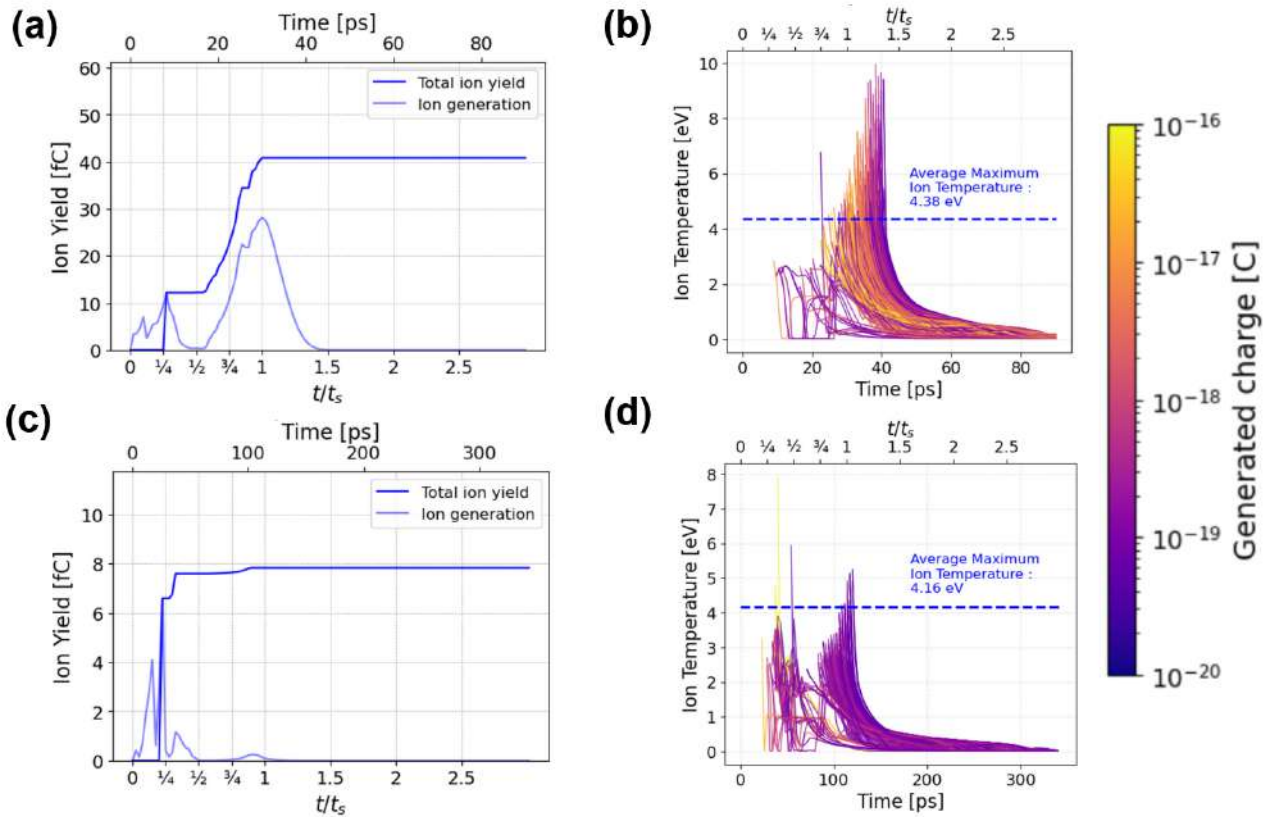 (a)
Time [ps]
0 20 40 60 80
Ion Yield [fC]
60
50
40
30
20
10
0
Total ion yield
Ion generation
0 ¼ ½ ¾ 1 1.5 2 2.5
t/tₛ
(b)
t/tₛ
0 ¼ ½ ¾ 1 1.5 2 2.5
Ion Temperature [eV]
10
8
6
4
2
0
Average Maximum
Ion Temperature :
4.38 eV
0 20 40 60 80
Time [ps]
(c)
Time [ps]
0 100 200 300
Ion Yield [fC]
10
8
6
4
2
0
Total ion yield
Ion generation
0 ¼ ½ ¾ 1 1.5 2 2.5
t/tₛ
(d)
t/tₛ
0 ¼ ½ ¾ 1 1.5 2 2.5
Ion Temperature [eV]
8
7
6
5
4
3
2
1
0
Average Maximum
Ion Temperature :
4.16 eV
0 100 200 300
Time [ps]
10⁻¹⁶
10⁻¹⁷
10⁻¹⁸
10⁻¹⁹
10⁻²⁰
Generated charge [C]